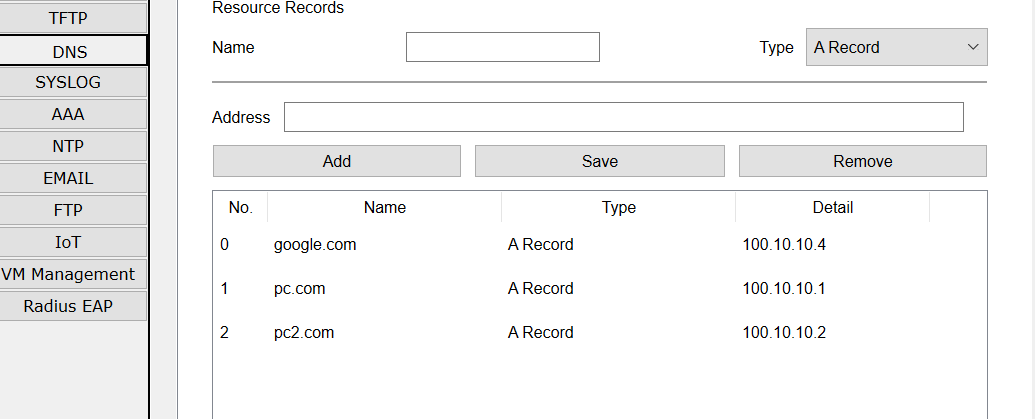 TFTP
DNS
SYSLOG
AAA
NTP
EMAIL
FTP
IoT
VM Management
Radius EAP
Resource Records
Name Type A Record
Address
Add Save Remove
No. Name Type Detail
0 google.com A Record 100.10.10.4
1 pc.com A Record 100.10.10.1
2 pc2.com A Record 100.10.10.2